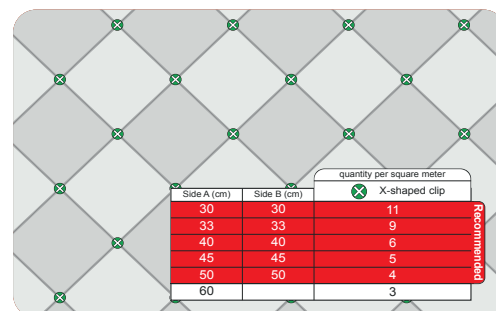 quantity per square meter
Side A (cm) Side B (cm) X-shaped clip
30 30 11
33 33 9
40 40 6
45 45 5
50 50 4
60 3
Recommended